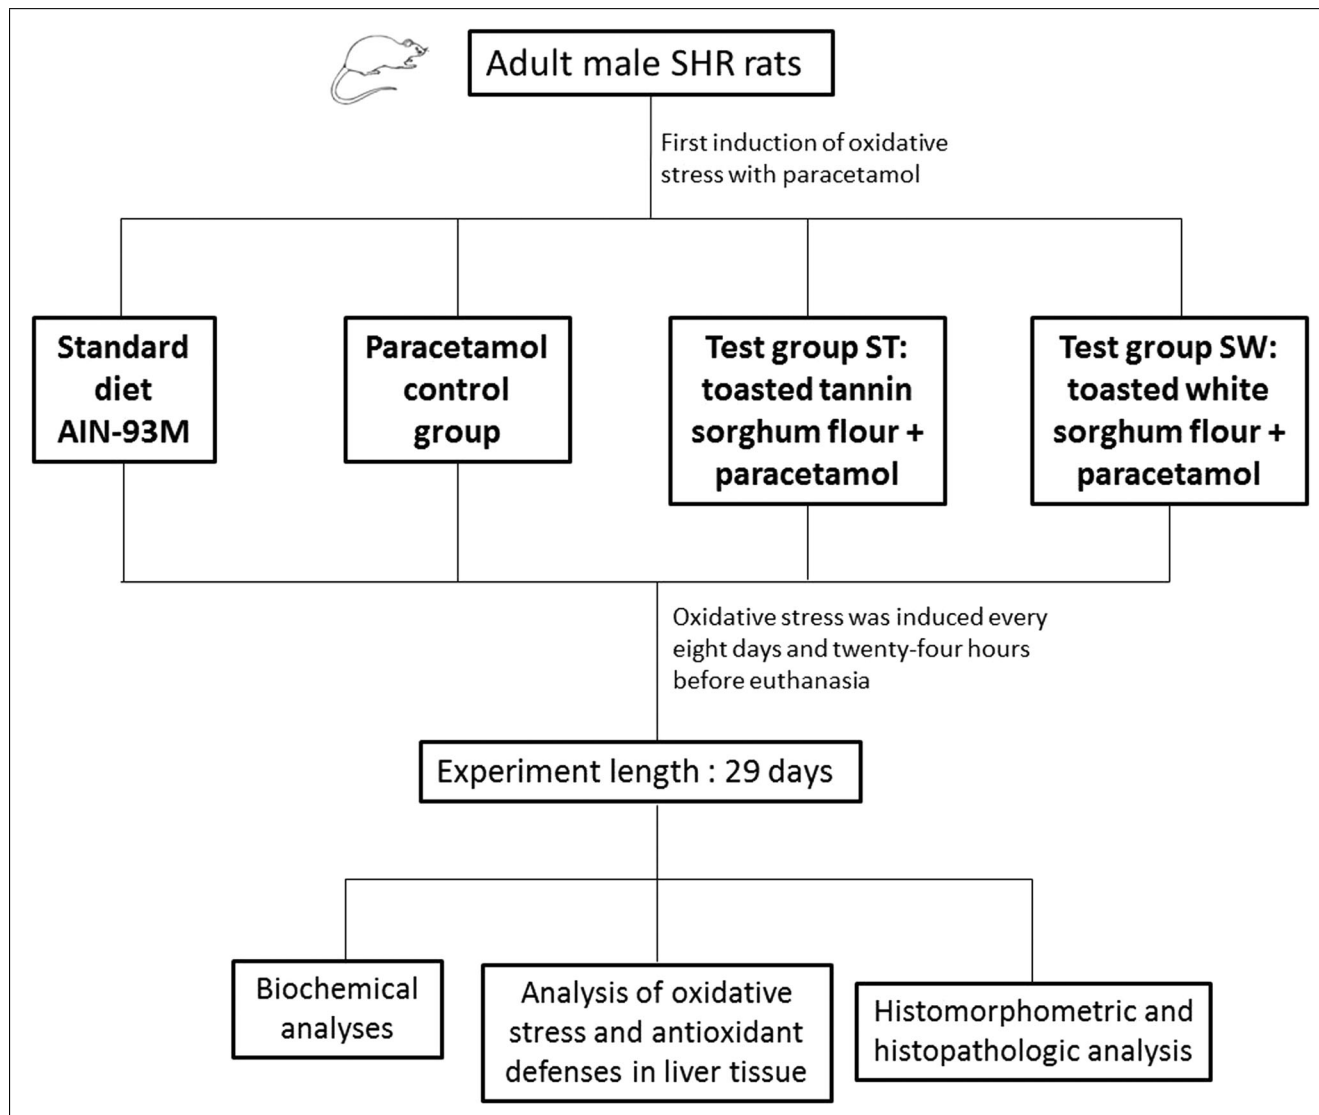 Adult male SHR rats
First induction of oxidative
stress with paracetamol
Standard
diet
AIN-93M
Paracetamol
control
group
Test group ST:
toasted tannin
sorghum flour +
paracetamol
Test group SW:
toasted white
sorghum flour +
paracetamol
Oxidative stress was induced every
eight days and twenty-four hours
before euthanasia
Experiment length : 29 days
Biochemical
analyses
Analysis of oxidative
stress and antioxidant
defenses in liver tissue
Histomorphometric and
histopathologic analysis